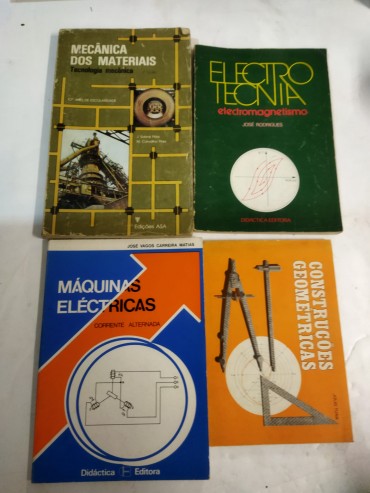 MECÂNICA
DOS MATERIAIS
Tecnologia mecânica
Edições ASA
ELECTRO
TECNIA
electromagnetismo
JOSÉ RODRIGUES
DIDÁCTICA EDITORA
JOSÉ VAGOS CARREIRA MATIAS
MÁQUINAS
ELÉCTRICAS
CORRENTE ALTERNADA
Didáctica Editora
CONSTRUÇÕES
GEOMÉTRICAS